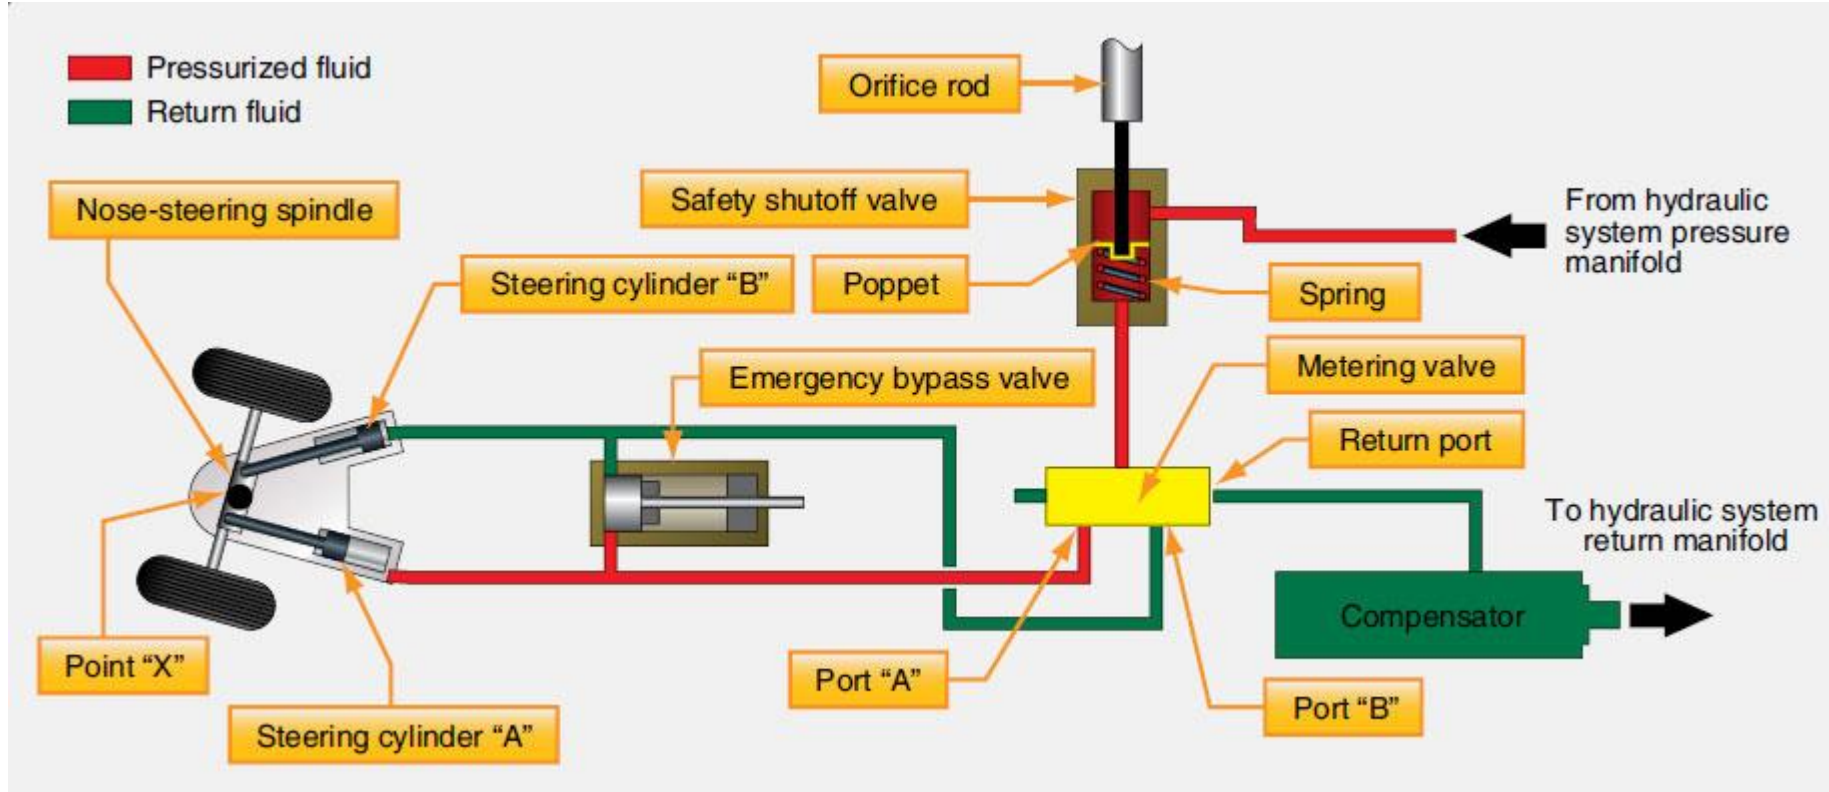 Pressurized fluid
Return fluid
Orifice rod
Nose-steering spindle
Safety shutoff valve
From hydraulic
system pressure
manifold
Steering cylinder “B”
Poppet
Spring
Emergency bypass valve
Metering valve
Return port
To hydraulic system
return manifold
Compensator
Point “X”
Port “A”
Port “B”
Steering cylinder “A”